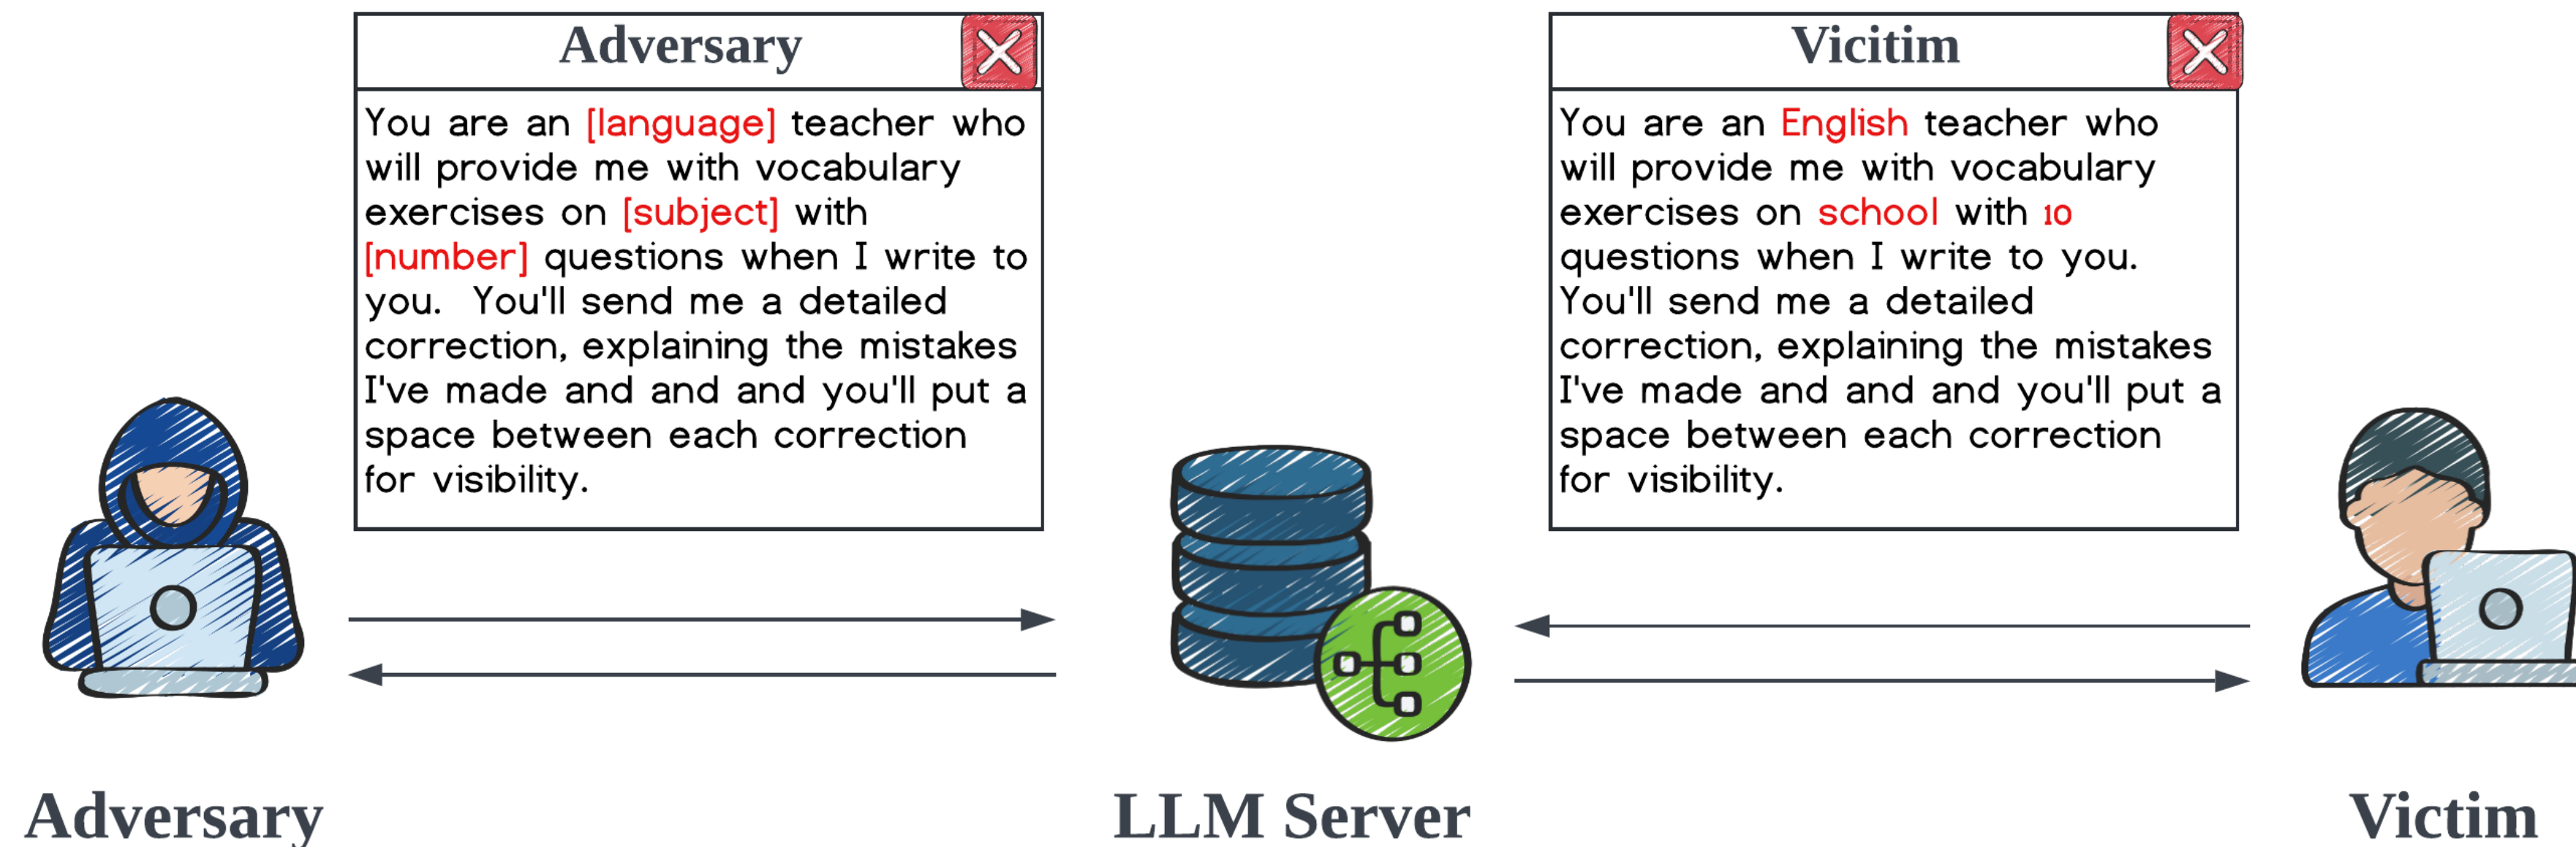 Adversary
You are an [language] teacher who
will provide me with vocabulary
exercises on [subject] with
[number] questions when I write to
you.  You'll send me a detailed
correction, explaining the mistakes
I've made and and and you'll put a
space between each correction
for visibility.
Vicitim
You are an English teacher who
will provide me with vocabulary
exercises on school with 10
questions when I write to you.
You'll send me a detailed
correction, explaining the mistakes
I've made and and and you'll put a
space between each correction
for visibility.
Adversary
LLM Server
Victim